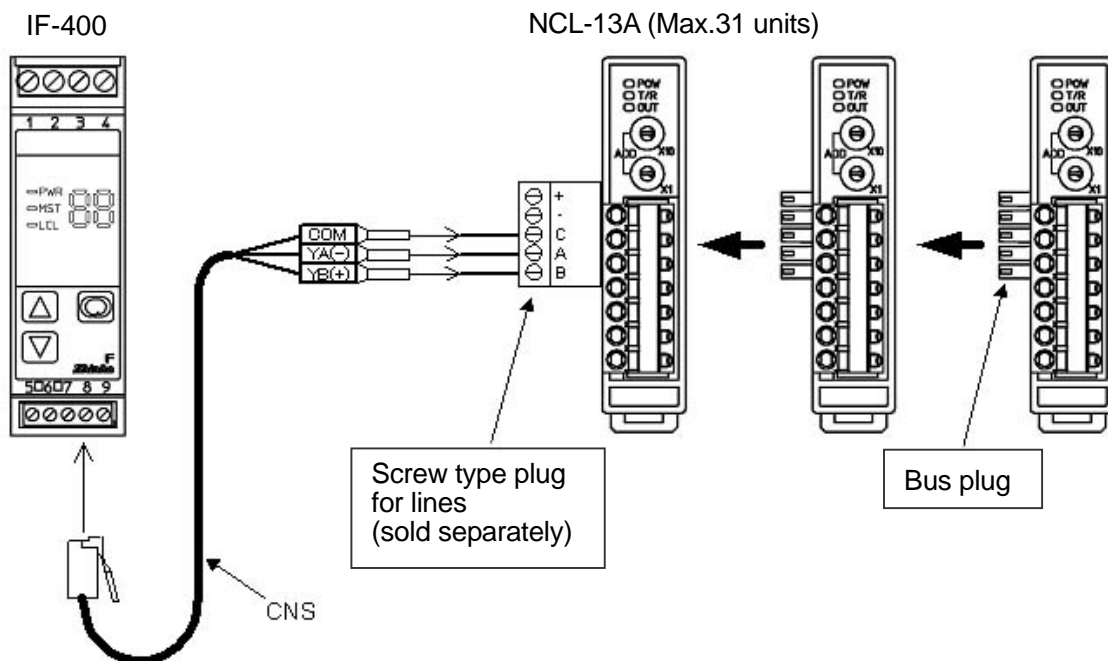 IF-400
NCL-13A (Max.31 units)
1 2 3 4
PWR
MST
LCL
88
F
Shinko
5 6 7 8 9
COM
YA(-)
YB(+)
+
-
C
A
B
POW
T/R
OUT
ADD
X10
X1
POW
T/R
OUT
ADD
X10
X1
POW
T/R
OUT
ADD
X10
X1
Screw type plug
for lines
(sold separately)
Bus plug
CNS